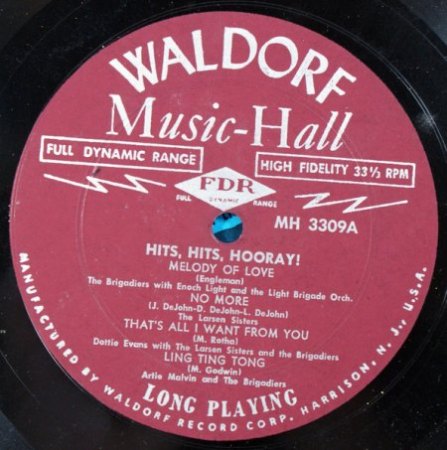 WALDORF
Music-Hall
FULL DYNAMIC RANGE
HIGH FIDELITY 33⅓ RPM
FDR
FULL DYNAMIC RANGE
MH 3309A
HITS, HITS, HOORAY!
MELODY OF LOVE
(Engleman)
The Brigadiers with Enoch Light and the Light Brigade Orch.
NO MORE
(J. DeJohn-D. DeJohn-L. DeJohn)
The Larsen Sisters
THAT'S ALL I WANT FROM YOU
(M. Rotha)
Dottie Evans with The Larsen Sisters and the Brigadiers
LING TING TONG
(M. Godwin)
Artie Malvin and The Brigadiers
LONG PLAYING
MANUFACTURED BY WALDORF RECORD CORP. HARRISON, N. J., U.S.A.